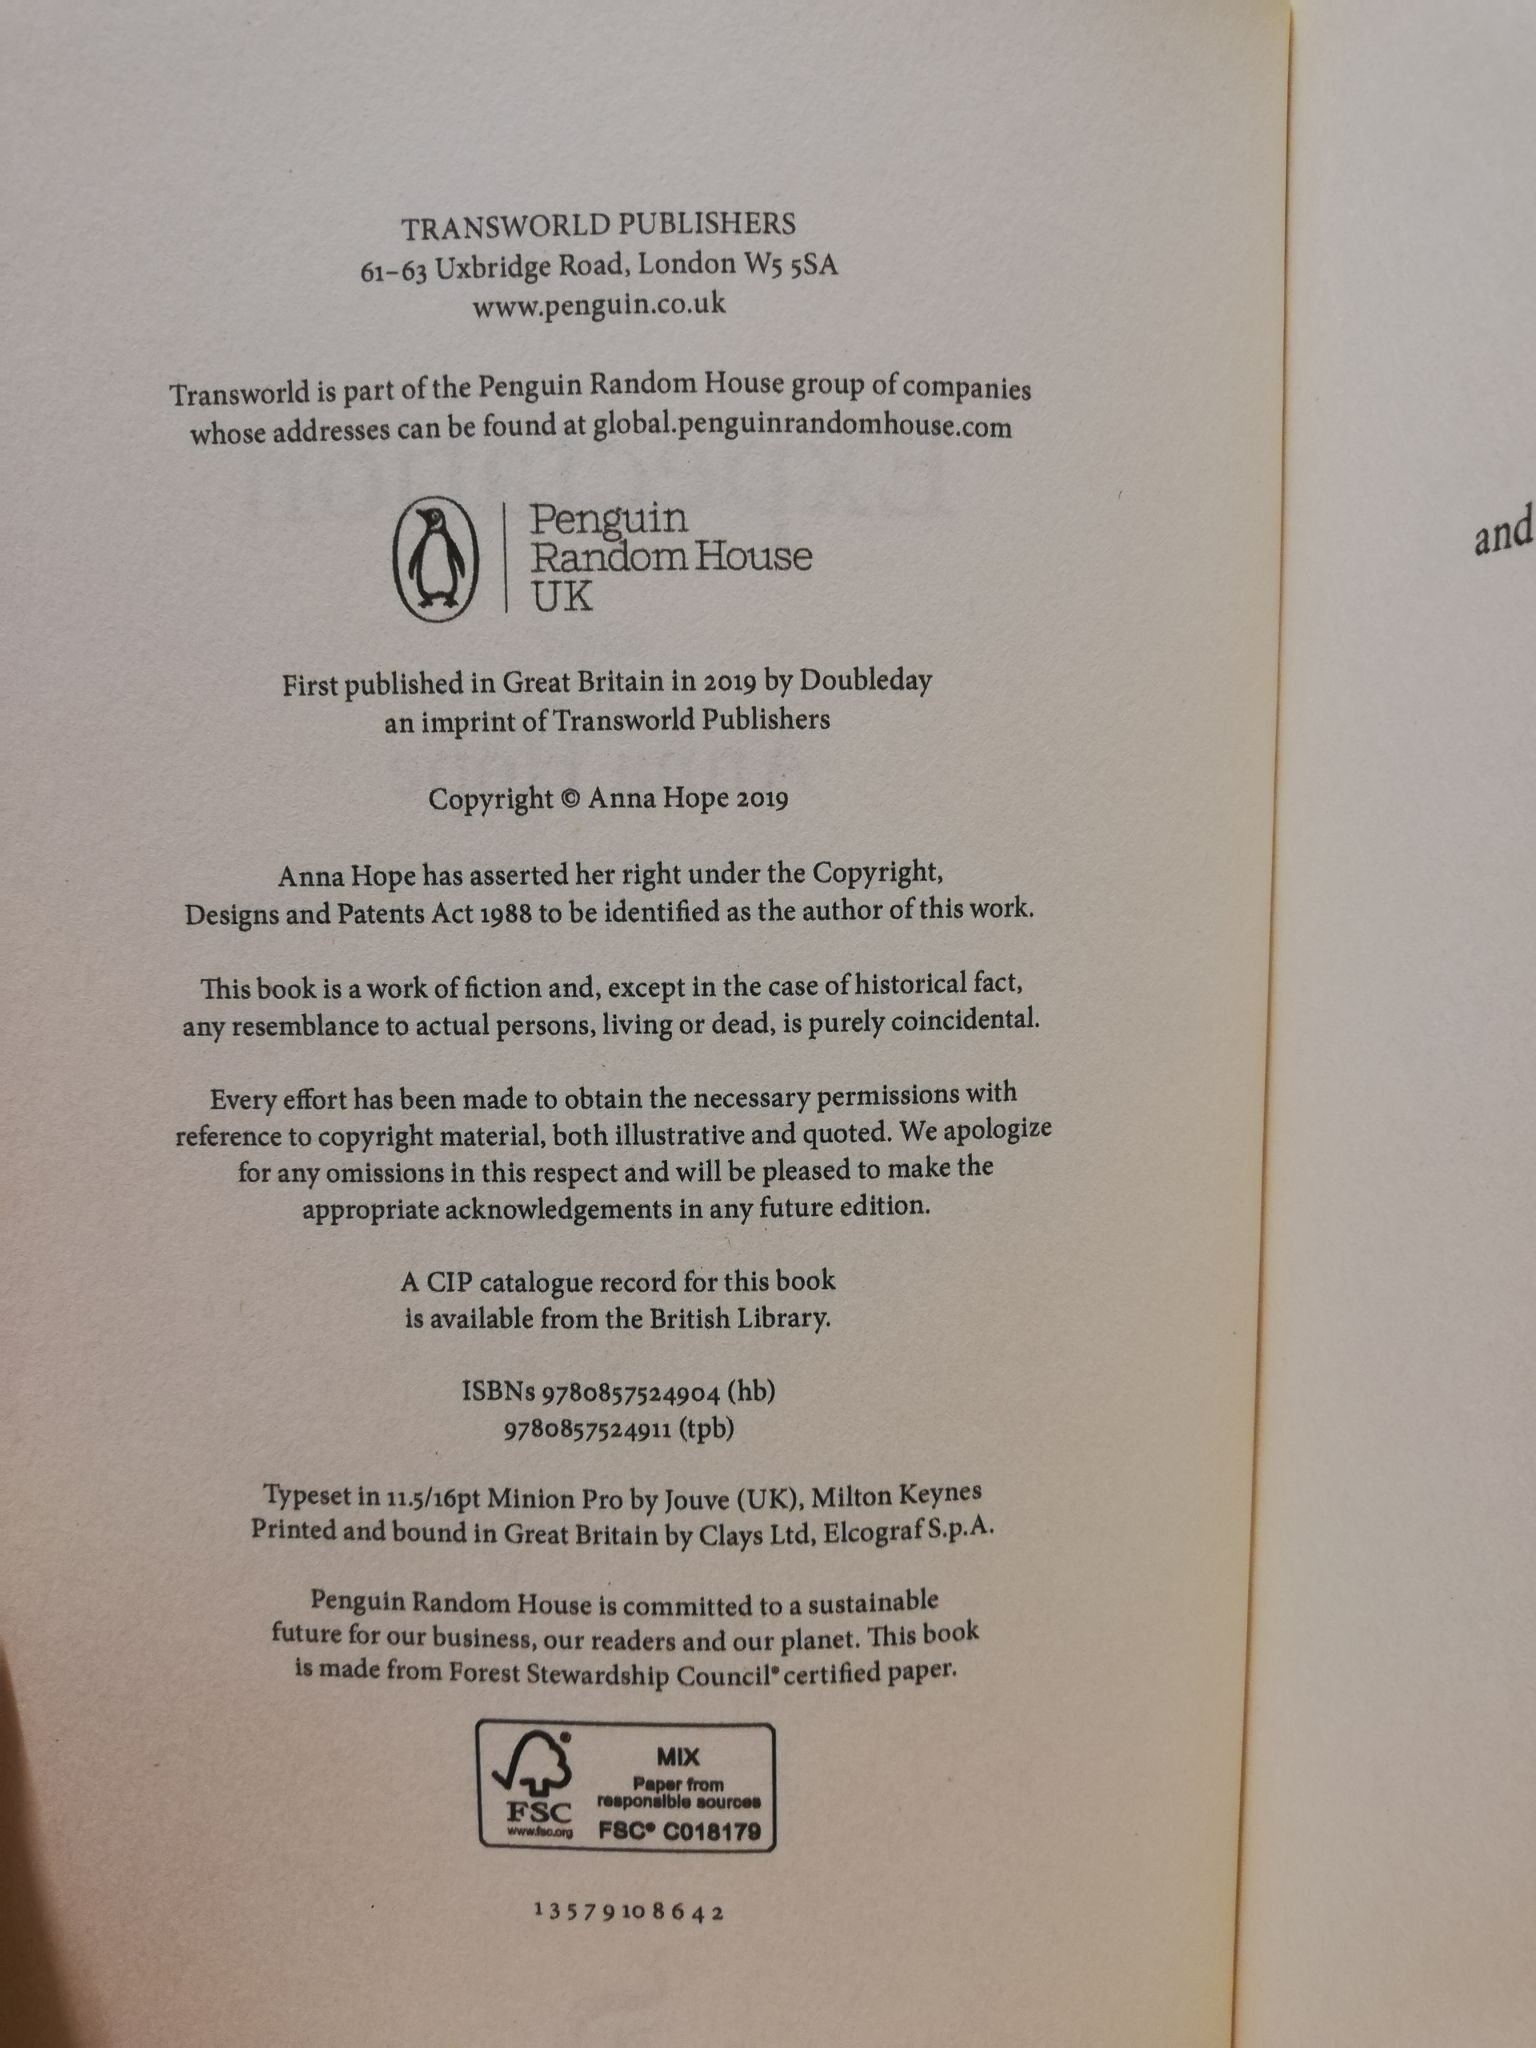 TRANSWORLD PUBLISHERS
61–63 Uxbridge Road, London W5 5SA
www.penguin.co.uk
Transworld is part of the Penguin Random House group of companies
whose addresses can be found at global.penguinrandomhouse.com
Penguin
Random House
UK
First published in Great Britain in 2019 by Doubleday
an imprint of Transworld Publishers
Copyright © Anna Hope 2019
Anna Hope has asserted her right under the Copyright,
Designs and Patents Act 1988 to be identified as the author of this work.
This book is a work of fiction and, except in the case of historical fact,
any resemblance to actual persons, living or dead, is purely coincidental.
Every effort has been made to obtain the necessary permissions with
reference to copyright material, both illustrative and quoted. We apologize
for any omissions in this respect and will be pleased to make the
appropriate acknowledgements in any future edition.
A CIP catalogue record for this book
is available from the British Library.
ISBNs 9780857524904 (hb)
9780857524911 (tpb)
Typeset in 11.5/16pt Minion Pro by Jouve (UK), Milton Keynes
Printed and bound in Great Britain by Clays Ltd, Elcograf S.p.A.
Penguin Random House is committed to a sustainable
future for our business, our readers and our planet. This book
is made from Forest Stewardship Council® certified paper.
FSC
www.fsc.org
MIX
Paper from
responsible sources
FSC® C018179
1 3 5 7 9 10 8 6 4 2
and